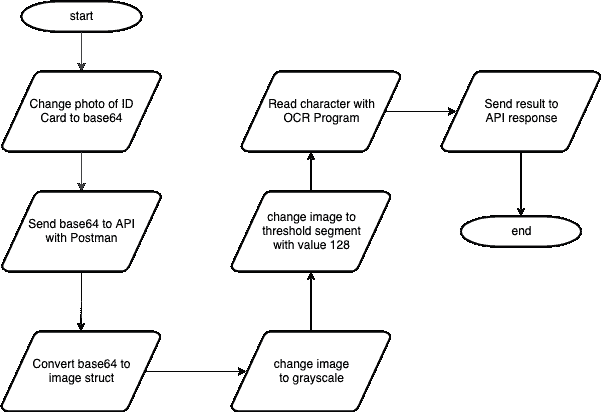 start
Change photo of ID
Card to base64
Send base64 to API
with Postman
Convert base64 to
image struct
change image
to grayscale
change image to
threshold segment
with value 128
Read character with
OCR Program
Send result to
API response
end